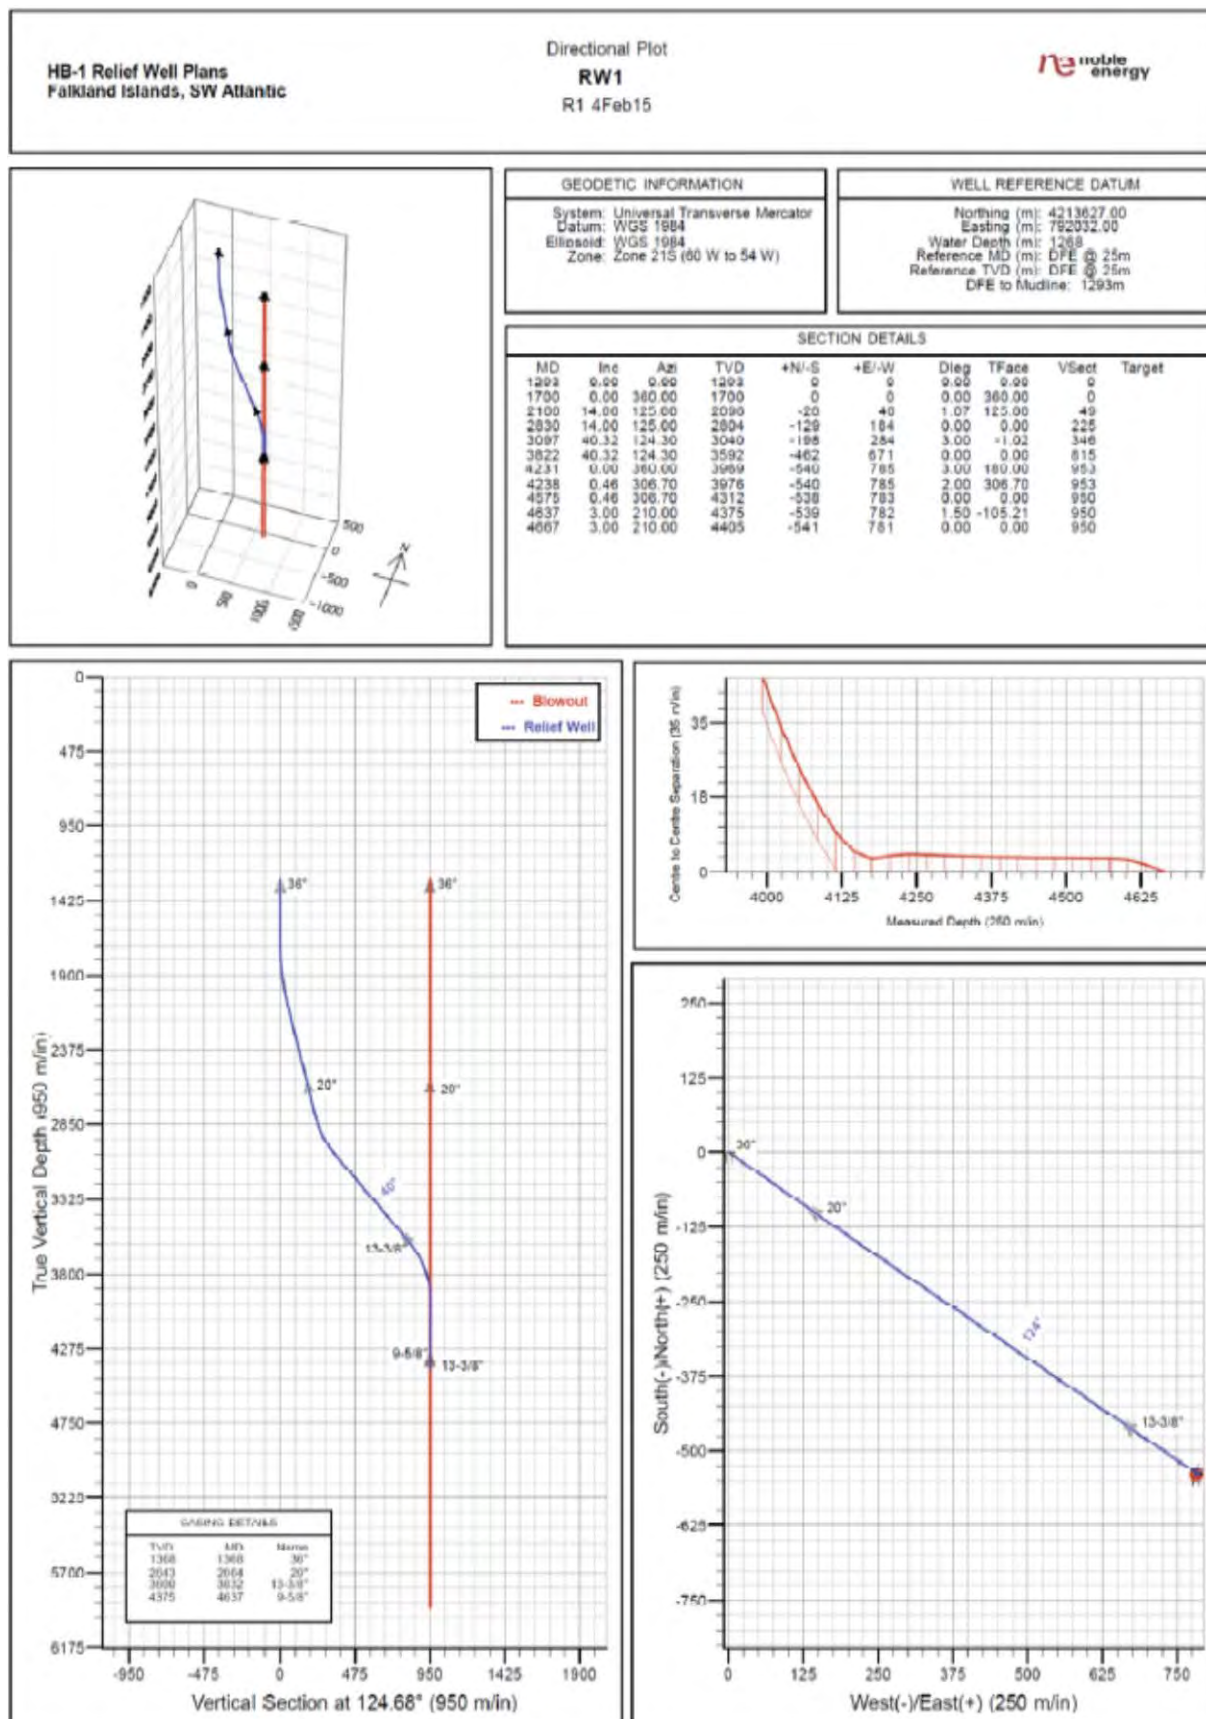 HB-1 Relief Well Plans
Falkland Islands, SW Atlantic
Directional Plot
RW1
R1 4Feb15
noble
energy
GEODETIC INFORMATION
System: Universal Transverse Mercator
Datum: WGS 1984
Ellipsoid: WGS 1984
Zone: Zone 21S (60 W to 54 W)
WELL REFERENCE DATUM
Northing (m): 4213627.00
Easting (m): 792032.00
Water Depth (m): 1268
Reference MD (m): DFE @ 25m
Reference TVD (m): DFE @ 25m
DFE to Mudline: 1293m
SECTION DETAILS
MD Inc Azi TVD +N/-S +E/-W Dleg TFace VSect Target
1293 0.00 0.00 1293 0 0 0.00 0.00 0
1700 0.00 360.00 1700 0 0 0.00 360.00 0
2100 14.00 125.00 2096 -20 40 1.07 125.00 49
2830 14.00 125.00 2804 -129 184 0.00 0.00 225
3097 40.32 124.30 3040 -198 284 3.00 -1.02 346
3822 40.32 124.30 3592 -462 671 0.00 0.00 815
4231 0.00 360.00 3969 -540 785 3.00 180.00 953
4238 0.46 306.70 3976 -540 785 2.00 306.70 953
4575 0.46 306.70 4312 -538 783 0.00 0.00 950
4637 3.00 210.00 4375 -539 782 1.50 -105.21 950
4667 3.00 210.00 4405 -541 781 0.00 0.00 950
500
0
-500
-1000
0
500
1000
1500
Z
Blowout
Relief Well
0
475
950
1425
1900
2375
2850
3325
3800
4275
4750
5225
5700
6175
True Vertical Depth (950 m/in)
36"
36"
20"
20"
40°
13-3/8"
9-5/8"
13-3/8"
CASING DETAILS
TVD MD Name
1368 1368 36"
2643 2664 20"
3600 3832 13-3/8"
4375 4637 9-5/8"
-950 -475 0 475 950 1425 1900
Vertical Section at 124.68° (950 m/in)
Centre to Centre Separation (35 m/in)
35
18
0
4000 4125 4250 4375 4500 4625
Measured Depth (250 m/in)
South(-)/North(+) (250 m/in)
250
125
0
-125
-250
-375
-500
-625
-750
36"
20"
124°
13-3/8"
0 125 250 375 500 625 750
West(-)/East(+) (250 m/in)